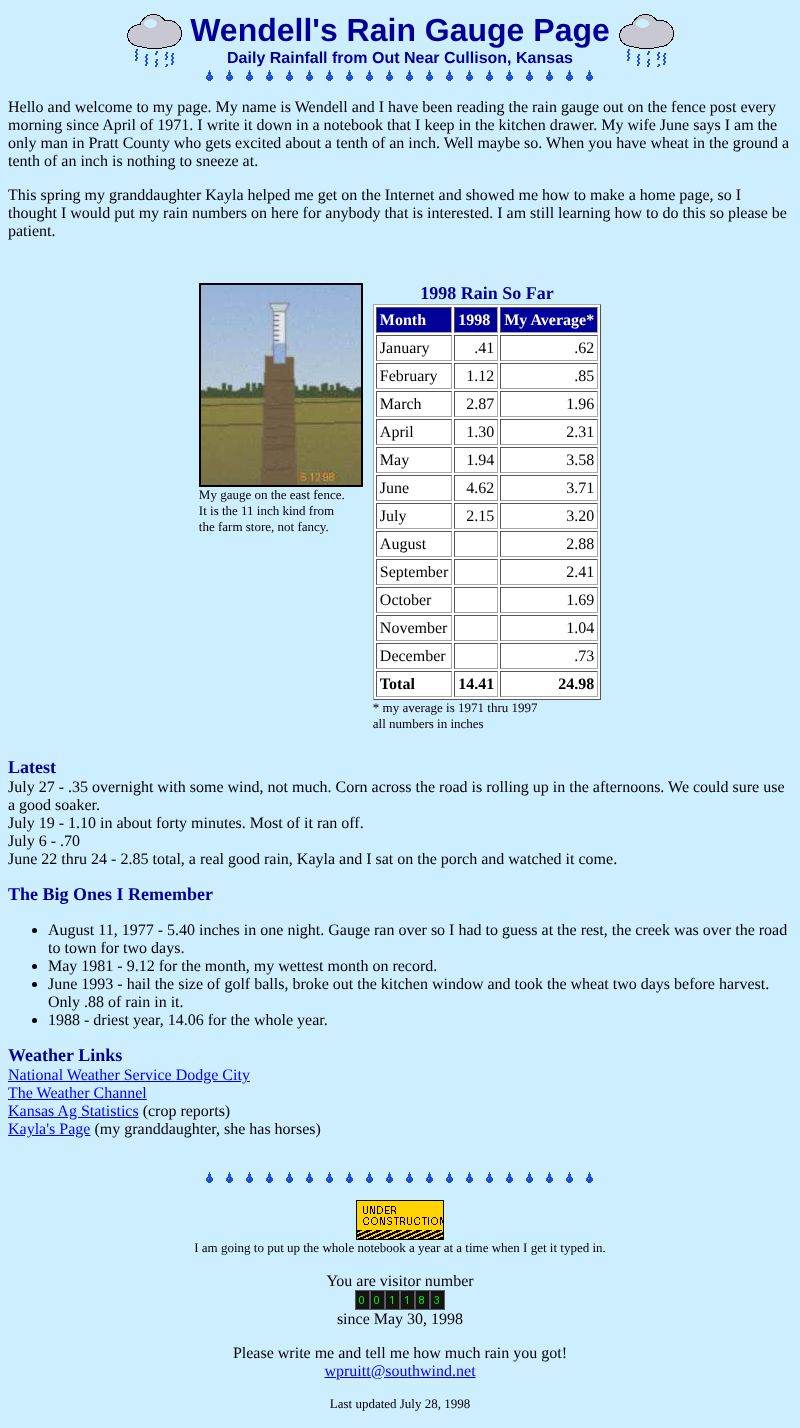 Wendell's Rain Gauge Page
Daily Rainfall from Out Near Cullison, Kansas
Hello and welcome to my page. My name is Wendell and I have been reading the rain gauge out on the fence post every
morning since April of 1971. I write it down in a notebook that I keep in the kitchen drawer. My wife June says I am the
only man in Pratt County who gets excited about a tenth of an inch. Well maybe so. When you have wheat in the ground a
tenth of an inch is nothing to sneeze at.
This spring my granddaughter Kayla helped me get on the Internet and showed me how to make a home page, so I
thought I would put my rain numbers on here for anybody that is interested. I am still learning how to do this so please be
patient.
5 12 98
My gauge on the east fence.
It is the 11 inch kind from
the farm store, not fancy.
1998 Rain So Far
Month 1998 My Average*
January .41 .62
February 1.12 .85
March 2.87 1.96
April 1.30 2.31
May 1.94 3.58
June 4.62 3.71
July 2.15 3.20
August 2.88
September 2.41
October 1.69
November 1.04
December .73
Total 14.41 24.98
* my average is 1971 thru 1997
all numbers in inches
Latest
July 27 - .35 overnight with some wind, not much. Corn across the road is rolling up in the afternoons. We could sure use
a good soaker.
July 19 - 1.10 in about forty minutes. Most of it ran off.
July 6 - .70
June 22 thru 24 - 2.85 total, a real good rain, Kayla and I sat on the porch and watched it come.
The Big Ones I Remember
• August 11, 1977 - 5.40 inches in one night. Gauge ran over so I had to guess at the rest, the creek was over the road
to town for two days.
• May 1981 - 9.12 for the month, my wettest month on record.
• June 1993 - hail the size of golf balls, broke out the kitchen window and took the wheat two days before harvest.
Only .88 of rain in it.
• 1988 - driest year, 14.06 for the whole year.
Weather Links
National Weather Service Dodge City
The Weather Channel
Kansas Ag Statistics (crop reports)
Kayla's Page (my granddaughter, she has horses)
UNDER
CONSTRUCTION
I am going to put up the whole notebook a year at a time when I get it typed in.
You are visitor number
001183
since May 30, 1998
Please write me and tell me how much rain you got!
wpruitt@southwind.net
Last updated July 28, 1998